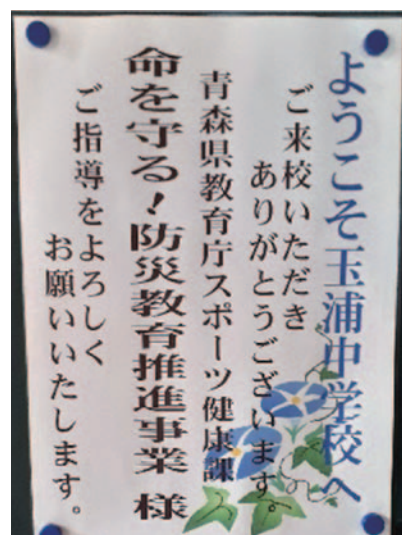 ようこそ玉浦中学校へ
ご来校いただき
ありがとうございます。
青森県教育庁スポーツ健康課
命を守る!防災教育推進事業 様
ご指導をよろしく
お願いいたします。